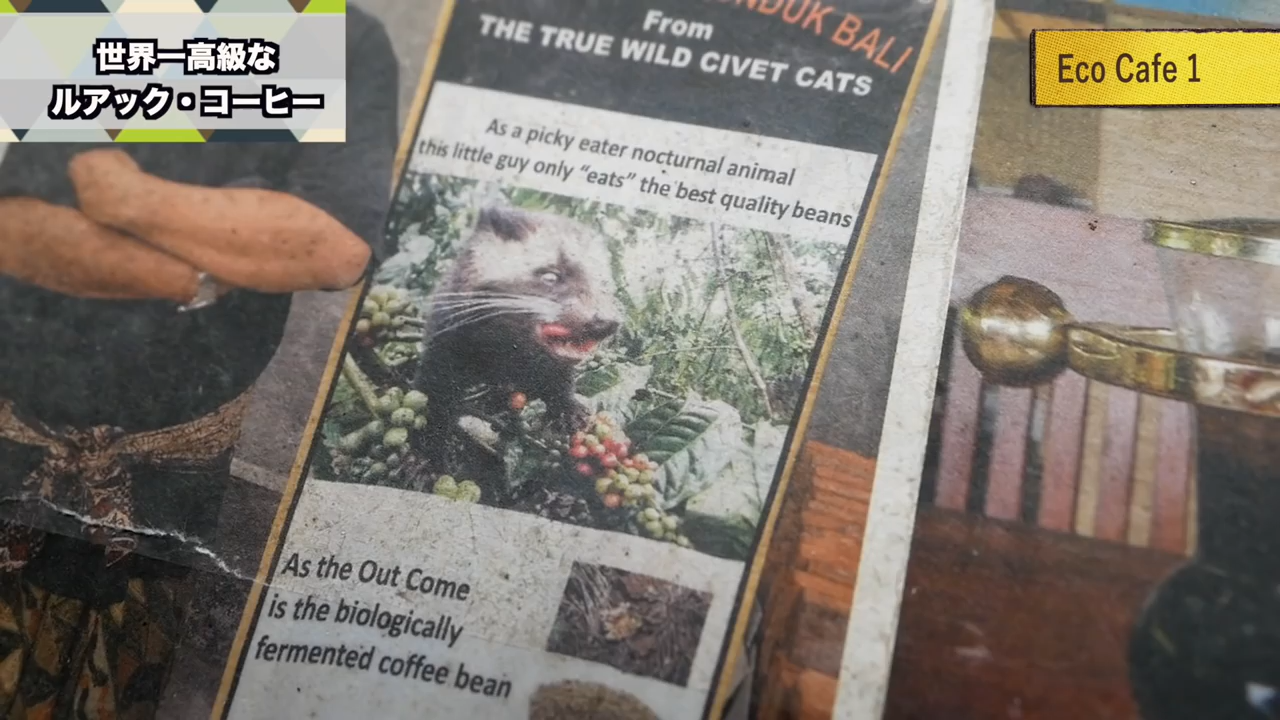 世界一高級な
ルアック・コーヒー
Eco Cafe 1
BALI
From
THE TRUE WILD CIVET CATS
As a picky eater nocturnal animal
this little guy only “eats” the best quality beans
As the Out Come
is the biologically
fermented coffee bean